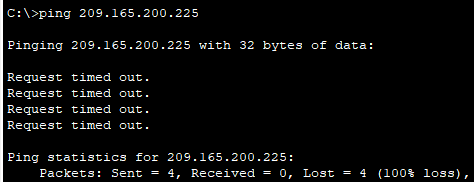 C:\>ping 209.165.200.225
Pinging 209.165.200.225 with 32 bytes of data:
Request timed out.
Request timed out.
Request timed out.
Request timed out.
Ping statistics for 209.165.200.225:
Packets: Sent = 4, Received = 0, Lost = 4 (100% loss),